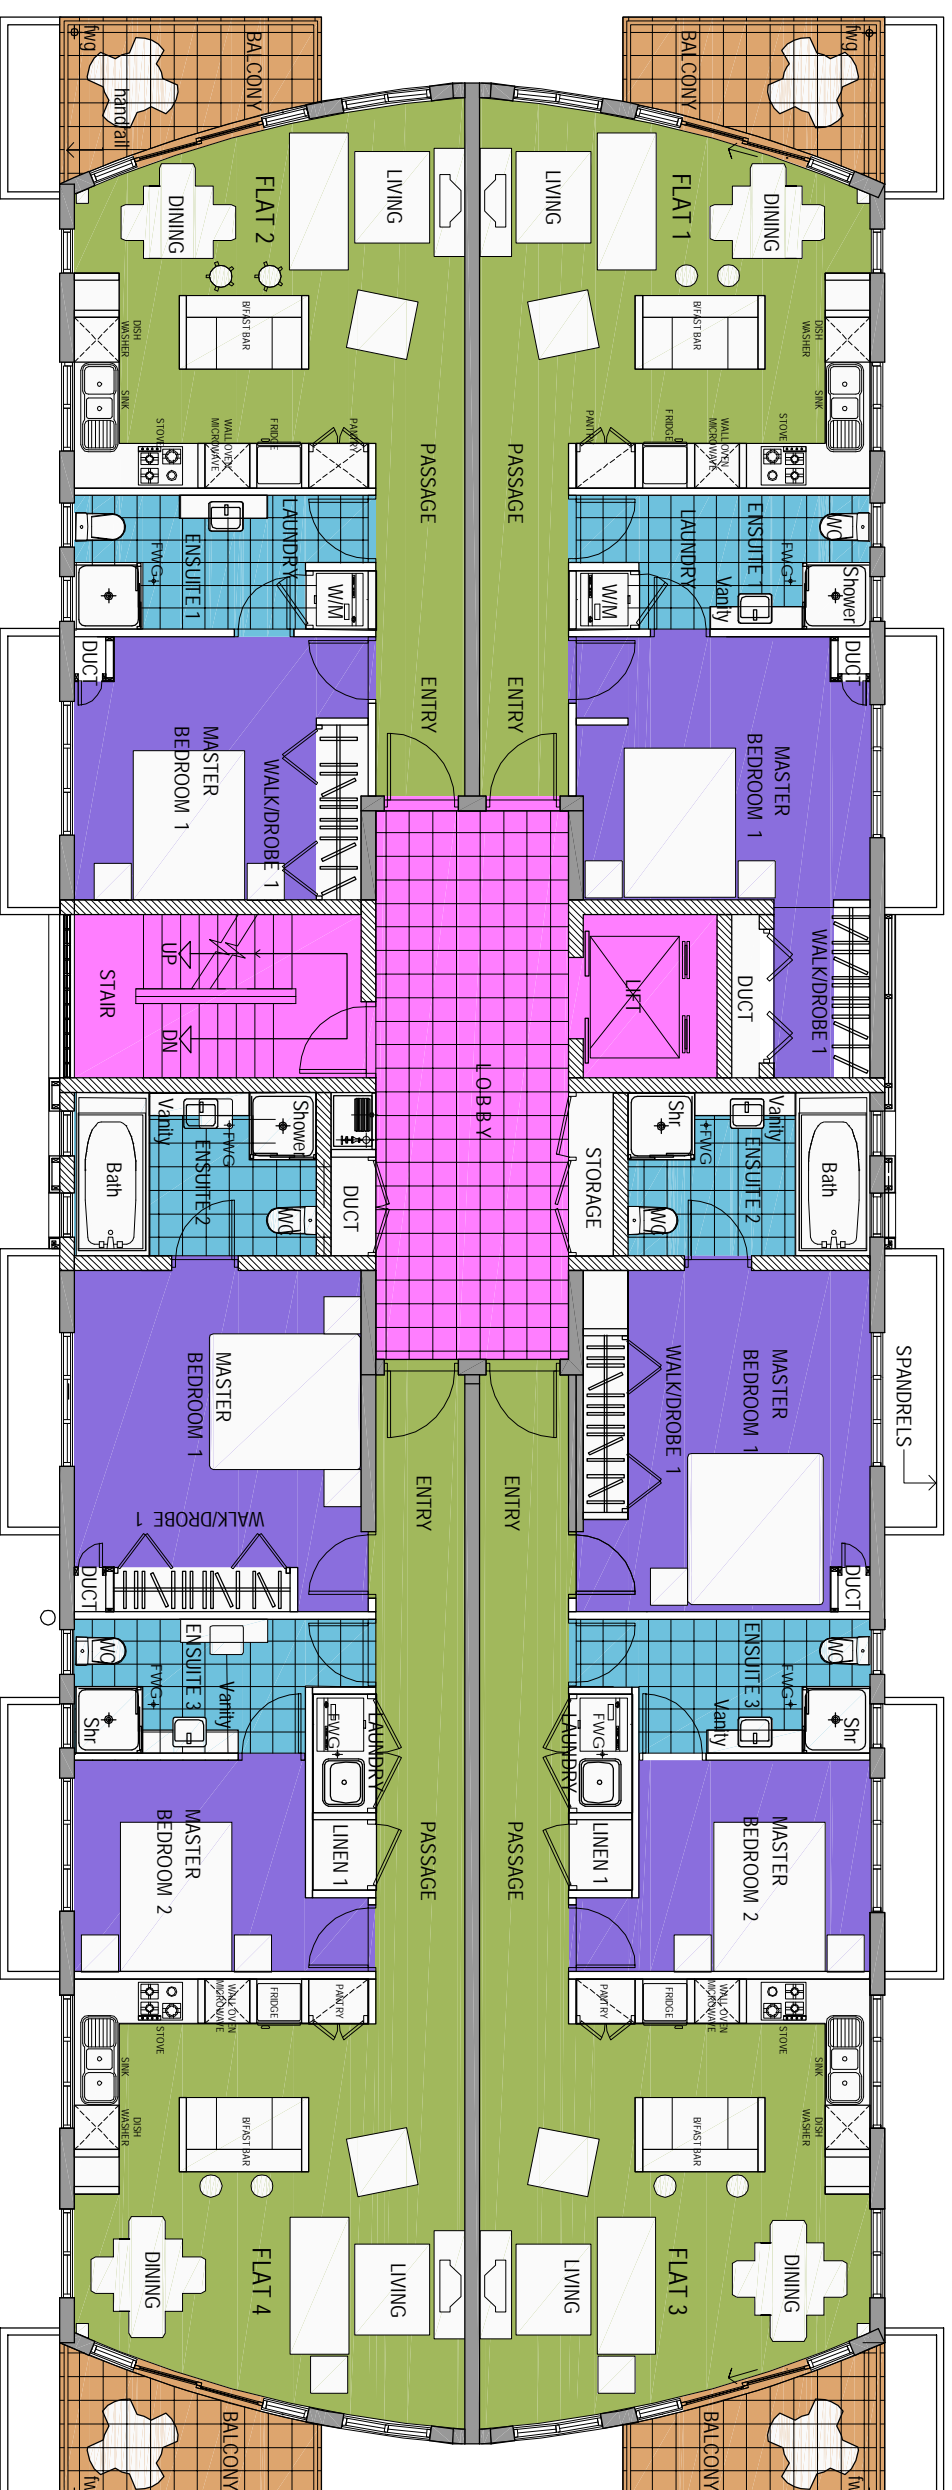 fwg
handrail
BALCONY
BALCONY
fwg
DINING
FLAT 2
LIVING
LIVING
FLAT 1
DINING
B/FAST BAR
B/FAST BAR
DISH
WASHER
DISH
WASHER
SINK
SINK
STOVE
WALL OVEN
MICROWAVE
FRIDGE
PANTRY
PASSAGE
PASSAGE
PANTRY
FRIDGE
WALL OVEN
MICROWAVE
STOVE
FWG
ENSUITE 1
LAUNDRY
W/M
W/M
LAUNDRY
Vanity
ENSUITE 1
FWG
WC
Shower
DUCT
MASTER
BEDROOM 1
WALK/DROBE 1
ENTRY
ENTRY
MASTER
BEDROOM 1
DUCT
STAIR
UP
DN
LOBBY
LIFT
DUCT
WALK/DROBE 1
Bath
Vanity
ENSUITE 2
FWG
Shower
WC
DUCT
STORAGE
Shr
WC
FWG
ENSUITE 2
Vanity
Bath
MASTER
BEDROOM 1
WALK/DROBE 1
DUCT
ENTRY
ENTRY
WALK/DROBE 1
MASTER
BEDROOM 1
DUCT
SPANDRELS
WC
Shr
FWG
ENSUITE 3
Vanity
FWG
LAUNDRY
LINEN 1
LAUNDRY
FWG
LINEN 1
Vanity
ENSUITE 3
FWG
WC
Shr
MASTER
BEDROOM 2
PASSAGE
PASSAGE
MASTER
BEDROOM 2
STOVE
WALL OVEN
MICROWAVE
FRIDGE
PANTRY
PANTRY
FRIDGE
WALL OVEN
MICROWAVE
STOVE
SINK
SINK
DISH
WASHER
DISH
WASHER
B/FAST BAR
B/FAST BAR
DINING
FLAT 4
LIVING
LIVING
FLAT 3
DINING
fw
BALCONY
BALCONY
fw